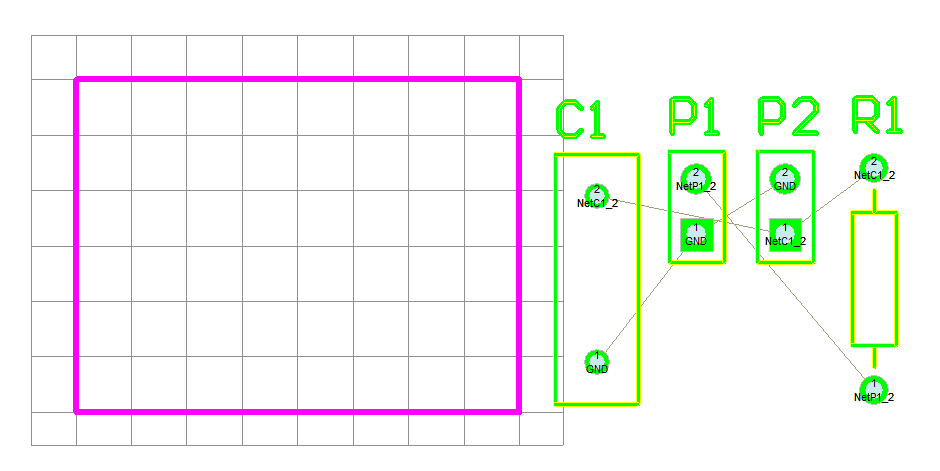 C1
P1
P2
R1
2
NetC1_2
1
GND
2
NetP1_2
1
GND
2
GND
1
NetC1_2
2
NetC1_2
1
NetP1_2